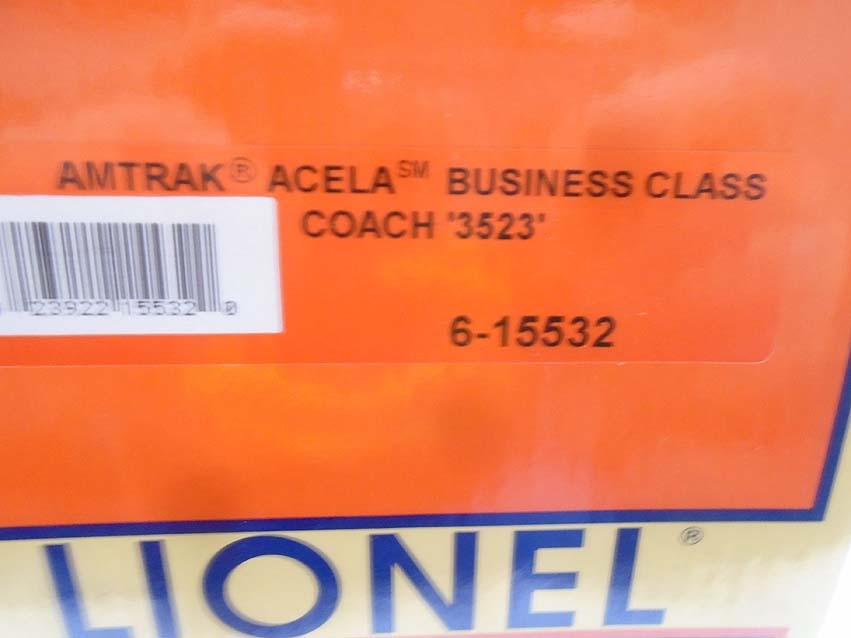 AMTRAK® ACELA℠ BUSINESS CLASS
COACH '3523'
23922 15532 0
6-15532
LIONEL®